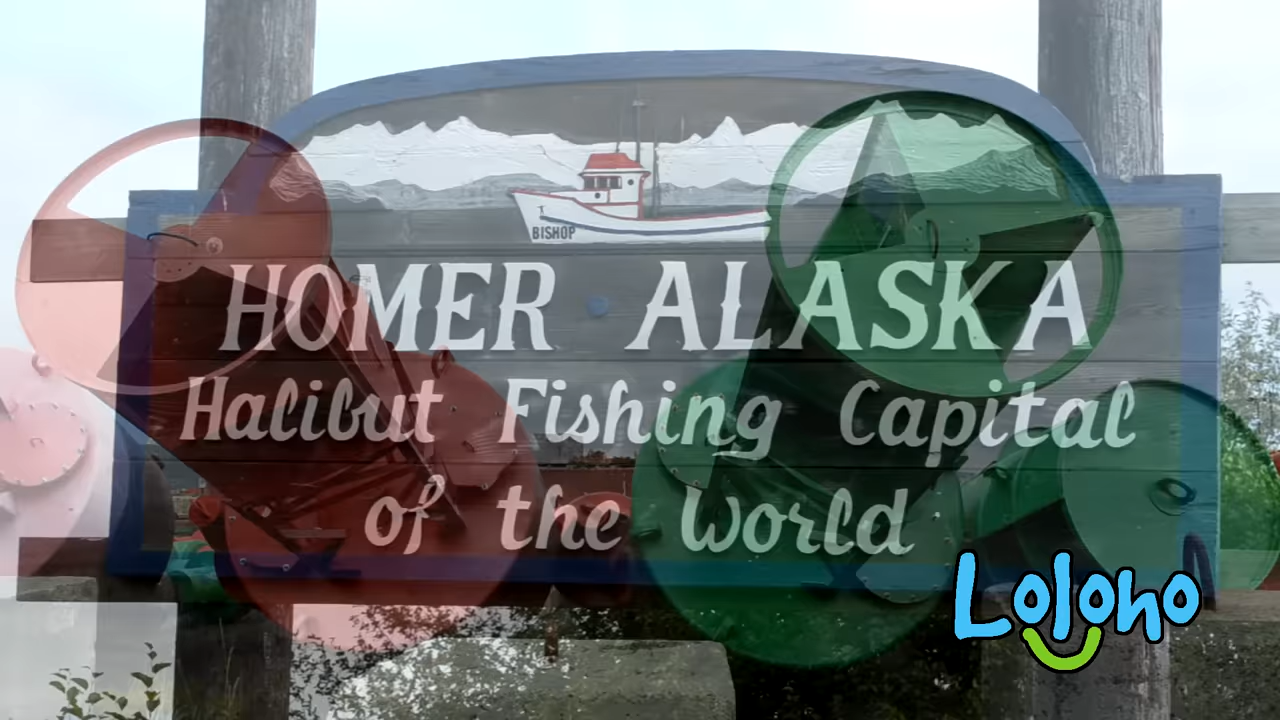 BISHOP
HOMER ALASKA
Halibut Fishing Capital
of the World
Loloho